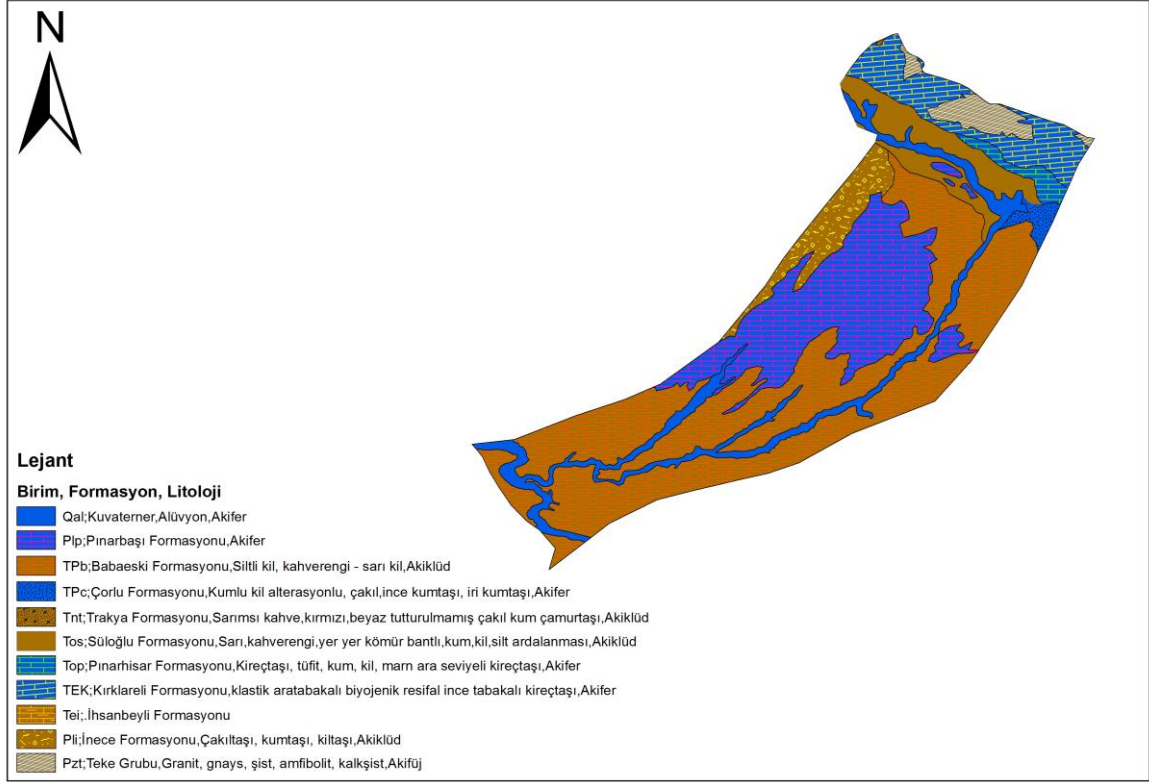 N
Lejant
Birim, Formasyon, Litoloji
Qal;Kuvaterner,Alüvyon,Akifer
Plp;Pınarbaşı Formasyonu,Akifer
TPb;Babaeski Formasyonu,Siltli kil, kahverengi - sarı kil,Akiklüd
TPc;Çorlu Formasyonu,Kumlu kil alterasyonlu, çakıl,ince kumtaşı, iri kumtaşı,Akifer
Tnt;Trakya Formasyonu,Sarımsı kahve,kırmızı,beyaz tutturulmamış çakıl kum çamurtaşı,Akiklüd
Tos;Süloğlu Formasyonu,Sarı,kahverengi,yer yer kömür bantlı,kum,kil,silt ardalanması,Akiklüd
Top;Pınarhisar Formasyonu,Kireçtaşı, tüfit, kum, kil, marn ara seviyeli kireçtaşı,Akifer
TEK;Kırklareli Formasyonu,klastik aratabakalı biyojenik resifal ince tabakalı kireçtaşı,Akifer
Tei;.İhsanbeyli Formasyonu
Pli;İnece Formasyonu,Çakıltaşı, kumtaşı, kiltaşı,Akiklüd
Pzt;Teke Grubu,Granit, gnays, şist, amfibolit, kalkşist,Akifüj